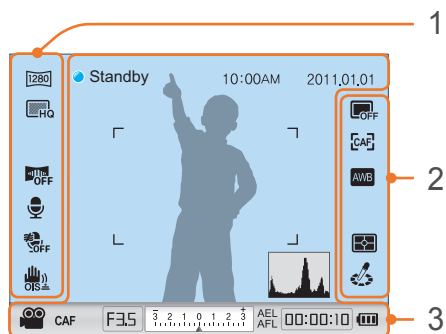 1
Standby 10:00AM 2011.01.01
1280
HQ
OFF
OFF
OIS
OFF
CAF
AWB
2
CAF F3.5 3 2 1 0 1 2 3 AEL AFL 00:00:10
- +
3